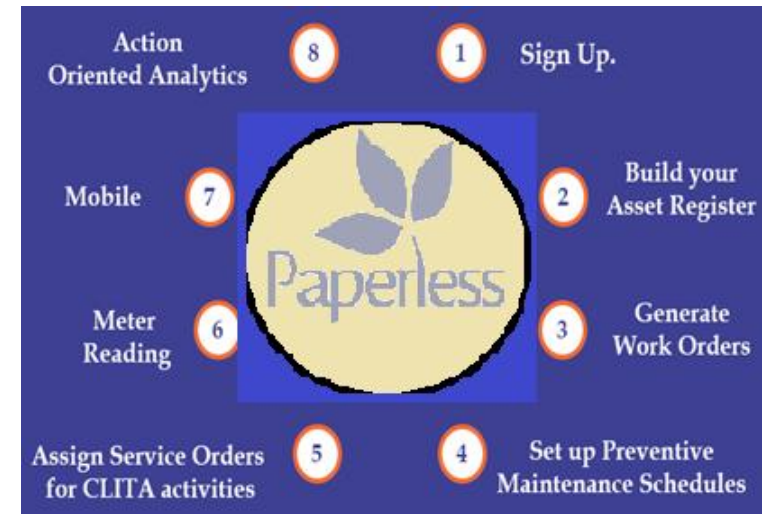 1
Sign Up.
2
Build your
Asset Register
3
Generate
Work Orders
4
Set up Preventive
Maintenance Schedules
5
Assign Service Orders
for CLITA activities
6
Meter
Reading
7
Mobile
8
Action
Oriented Analytics
Paperless